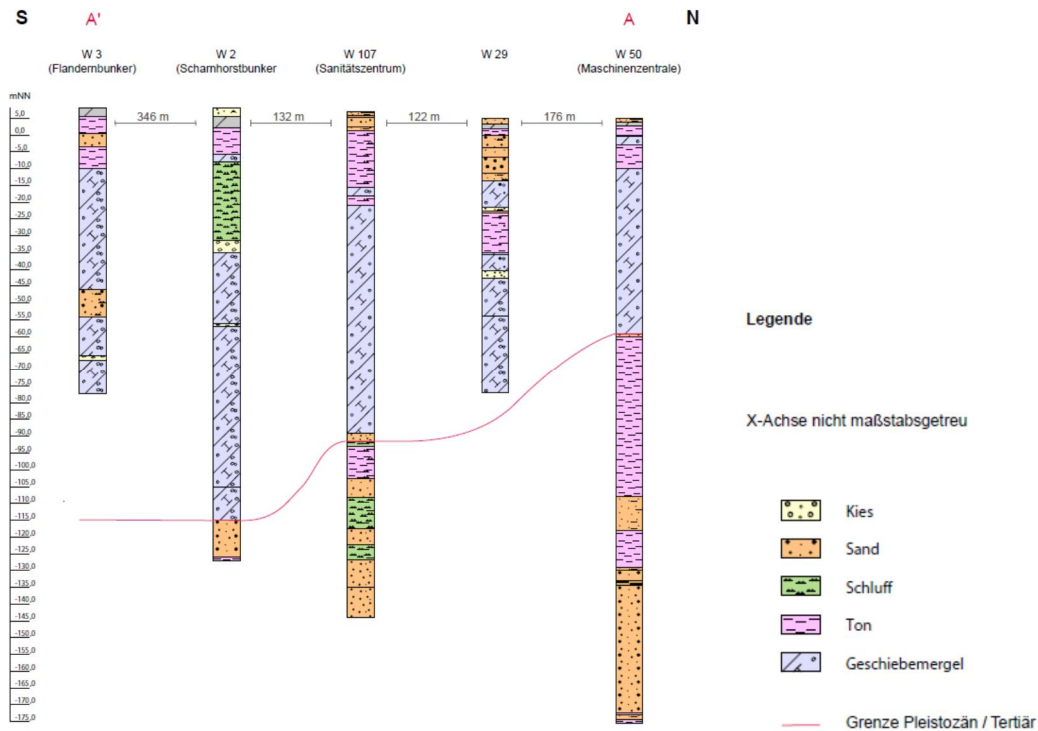 S A' A N
W 3 W 2 W 107 W 29 W 50
(Flandernbunker) (Scharnhorstbunker (Sanitätszentrum) (Maschinenzentrale)
mNN
346 m 132 m 122 m 176 m
5,0
0,0
-5,0
-10,0
-15,0
-20,0
-25,0
-30,0
-35,0
-40,0
-45,0
-50,0
-55,0
-60,0
-65,0
-70,0
-75,0
-80,0
-85,0
-90,0
-95,0
-100,0
-105,0
-110,0
-115,0
-120,0
-125,0
-130,0
-135,0
-140,0
-145,0
-150,0
-155,0
-160,0
-165,0
-170,0
-175,0
Legende
X-Achse nicht maßstabsgetreu
Kies
Sand
Schluff
Ton
Geschiebemergel
Grenze Pleistozän / Tertiär